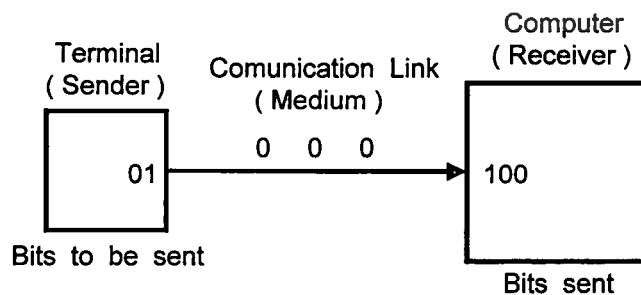 Terminal
( Sender )
Comunication Link
( Medium )
Computer
( Receiver )
01
0 0 0
100
Bits to be sent
Bits sent